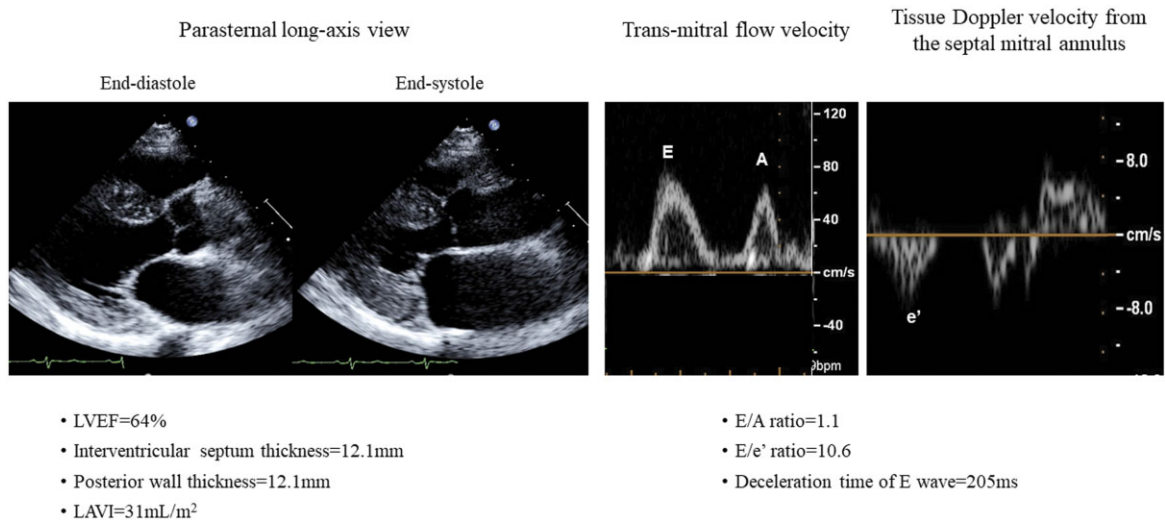 Parasternal long-axis view
End-diastole
End-systole
Trans-mitral flow velocity
Tissue Doppler velocity from
the septal mitral annulus
E
A
120
80
40
cm/s
-40
bpm
8.0
cm/s
-8.0
e’
• LVEF=64%
• Interventricular septum thickness=12.1mm
• Posterior wall thickness=12.1mm
• LAVI=31mL/m²
• E/A ratio=1.1
• E/e’ ratio=10.6
• Deceleration time of E wave=205ms